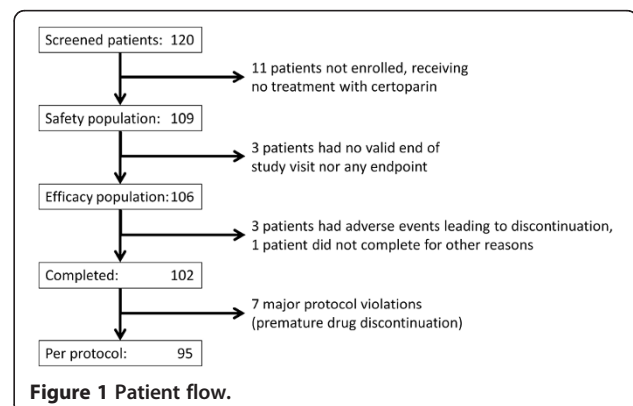 Screened patients: 120
11 patients not enrolled, receiving
no treatment with certoparin
Safety population: 109
3 patients had no valid end of
study visit nor any endpoint
Efficacy population: 106
3 patients had adverse events leading to discontinuation,
1 patient did not complete for other reasons
Completed: 102
7 major protocol violations
(premature drug discontinuation)
Per protocol: 95
Figure 1 Patient flow.